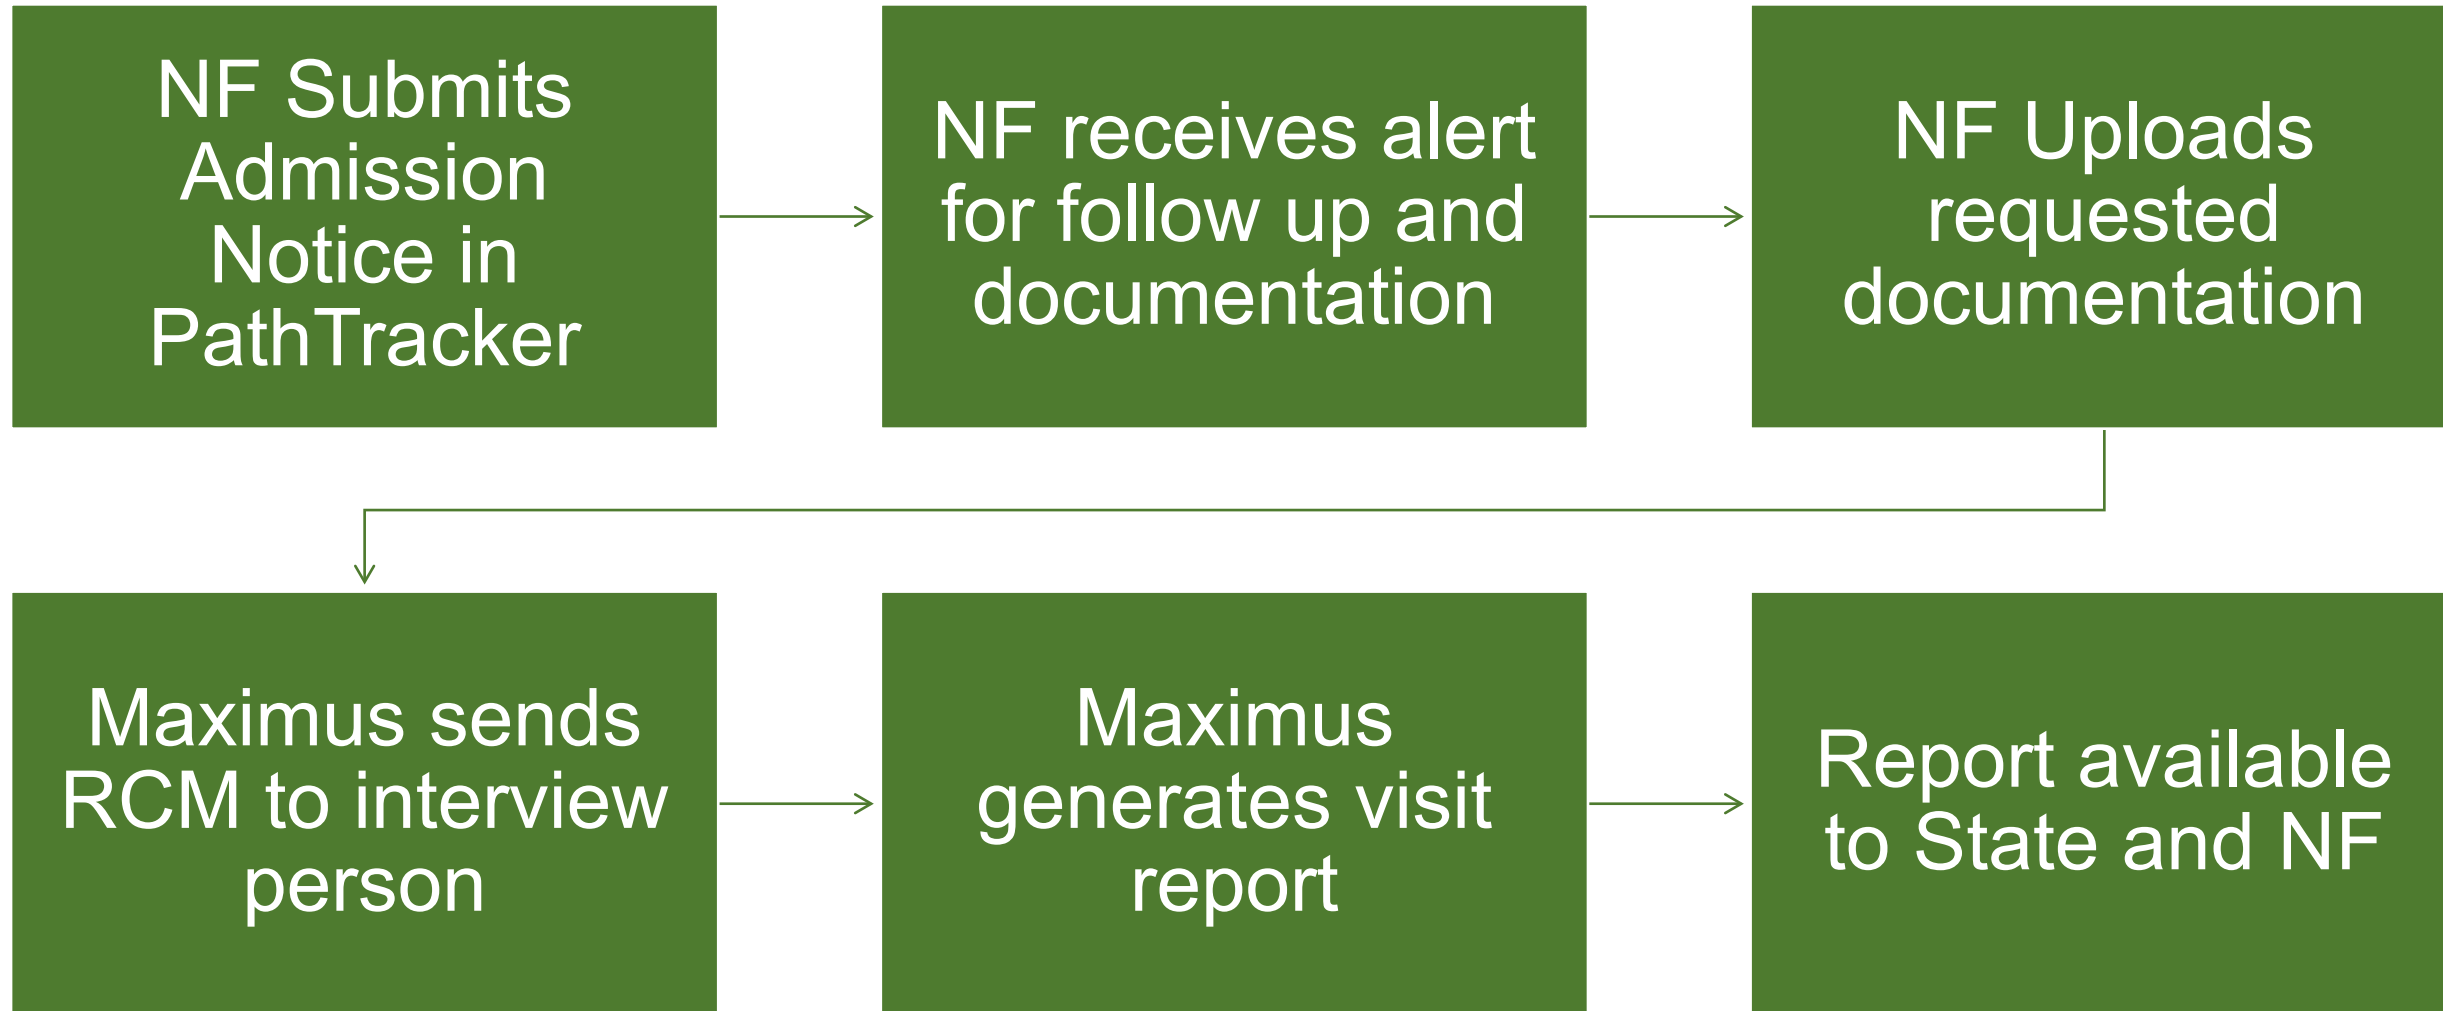 NF Submits
Admission
Notice in
PathTracker
NF receives alert
for follow up and
documentation
NF Uploads
requested
documentation
Maximus sends
RCM to interview
person
Maximus
generates visit
report
Report available
to State and NF